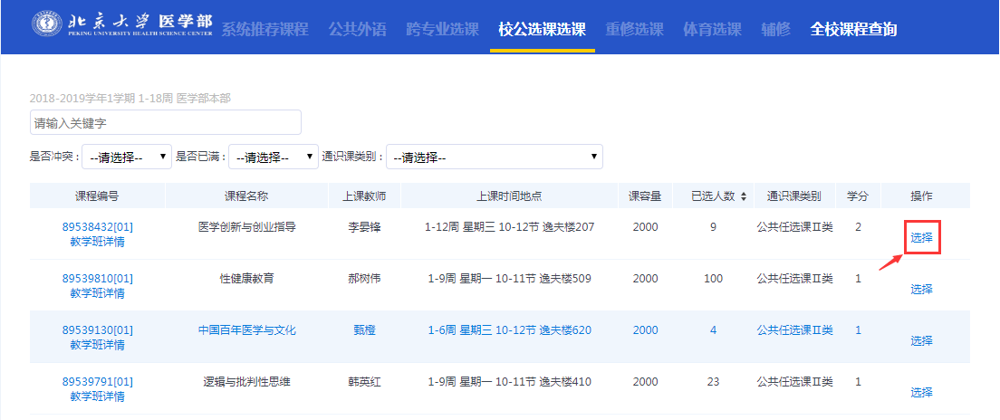 北京大学医学部
PEKING UNIVERSITY HEALTH SCIENCE CENTER
系统推荐课程 公共外语 跨专业选课 校公选课选课 重修选课 体育选课 辅修 全校课程查询
2018-2019学年1学期 1-18周 医学部本部
请输入关键字
是否冲突 : --请选择-- 是否已满 : --请选择-- 通识课类别 : --请选择--
课程编号 课程名称 上课教师 上课时间地点 课容量 已选人数 通识课类别 学分 操作
89538432[01] 医学创新与创业指导 李晏锋 1-12周 星期三 10-12节 逸夫楼207 2000 9 公共任选课Ⅱ类 2 选择
教学班详情
89539810[01] 性健康教育 郝树伟 1-9周 星期一 10-11节 逸夫楼509 2000 100 公共任选课Ⅱ类 1 选择
教学班详情
89539130[01] 中国百年医学与文化 甄橙 1-6周 星期三 10-12节 逸夫楼620 2000 4 公共任选课Ⅱ类 1 选择
教学班详情
89539791[01] 逻辑与批判性思维 韩英红 1-9周 星期一 10-11节 逸夫楼410 2000 23 公共任选课Ⅱ类 1 选择
教学班详情